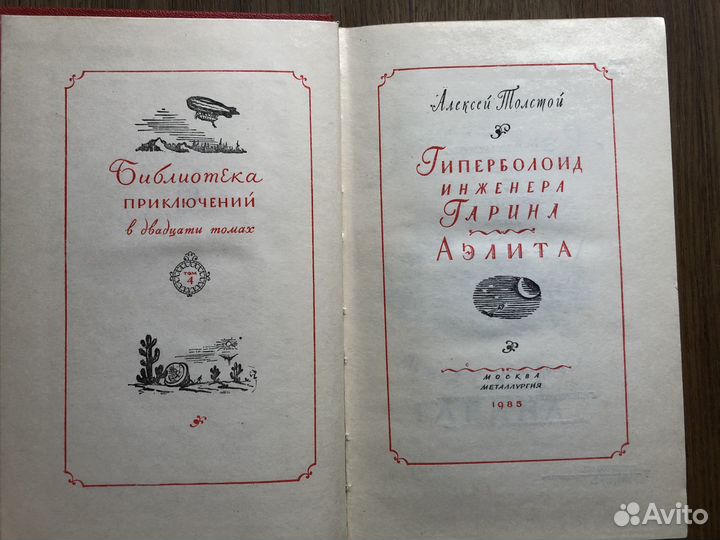 Библиотека
приключений
в двадцати томах
том
4
Алексей Толстой
Гиперболоид
инженера
Гарина
Аэлита
МОСКВА
МЕТАЛЛУРГИЯ
1985
Avito